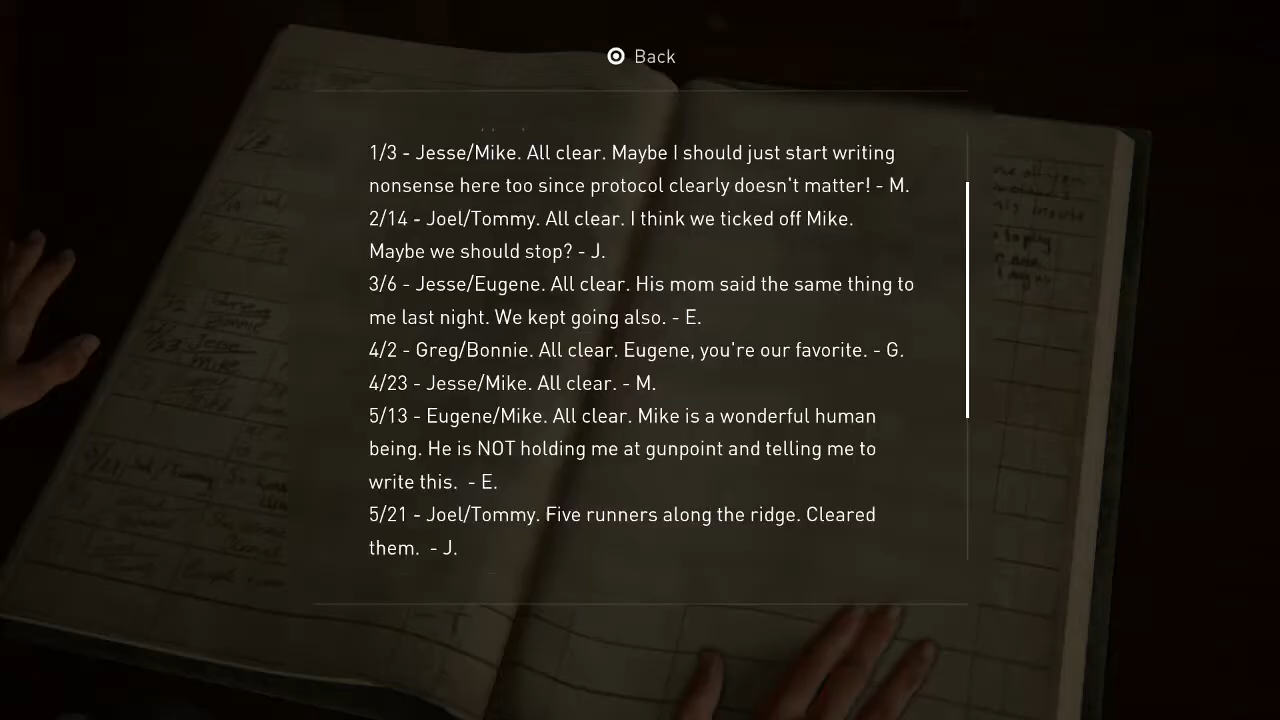 Back
1/3 - Jesse/Mike. All clear. Maybe I should just start writing
nonsense here too since protocol clearly doesn't matter! - M.
2/14 - Joel/Tommy. All clear. I think we ticked off Mike.
Maybe we should stop? - J.
3/6 - Jesse/Eugene. All clear. His mom said the same thing to
me last night. We kept going also. - E.
4/2 - Greg/Bonnie. All clear. Eugene, you're our favorite. - G.
4/23 - Jesse/Mike. All clear. - M.
5/13 - Eugene/Mike. All clear. Mike is a wonderful human
being. He is NOT holding me at gunpoint and telling me to
write this.  - E.
5/21 - Joel/Tommy. Five runners along the ridge. Cleared
them.  - J.